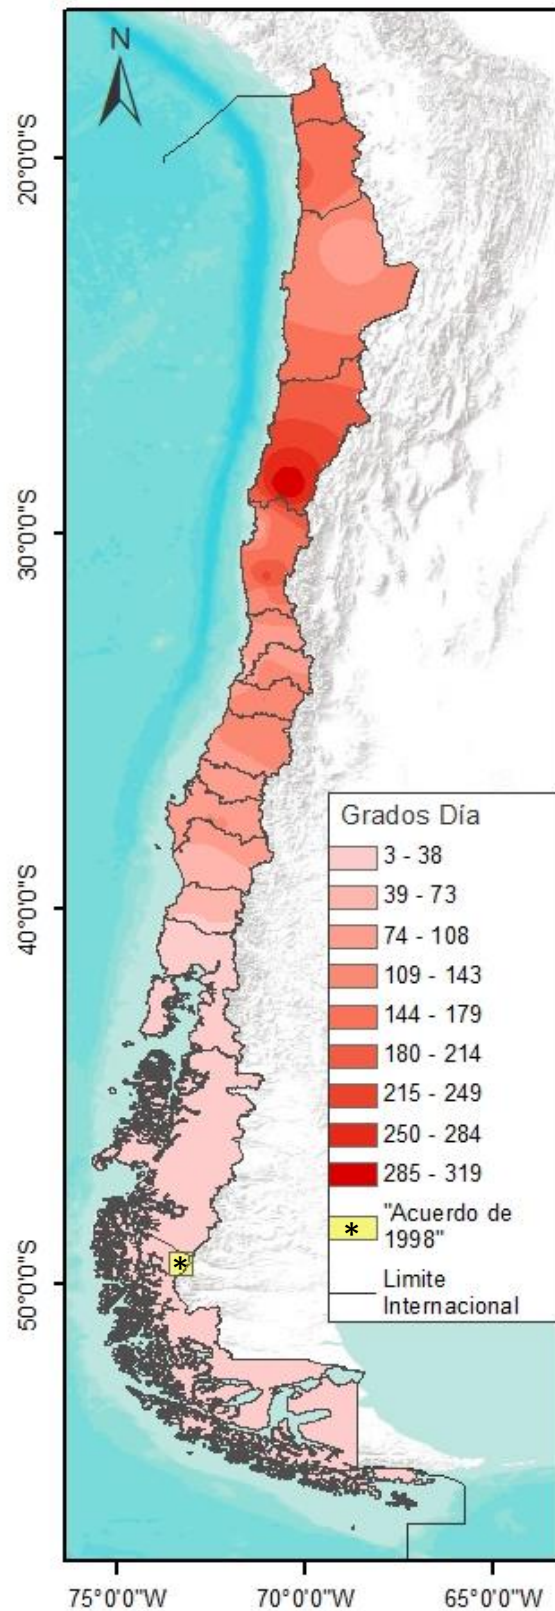 N
20°0'0"S
30°0'0"S
40°0'0"S
50°0'0"S
Grados Día
3 - 38
39 - 73
74 - 108
109 - 143
144 - 179
180 - 214
215 - 249
250 - 284
285 - 319
* "Acuerdo de
1998"
Limite
Internacional
*
75°0'0"W 70°0'0"W 65°0'0"W